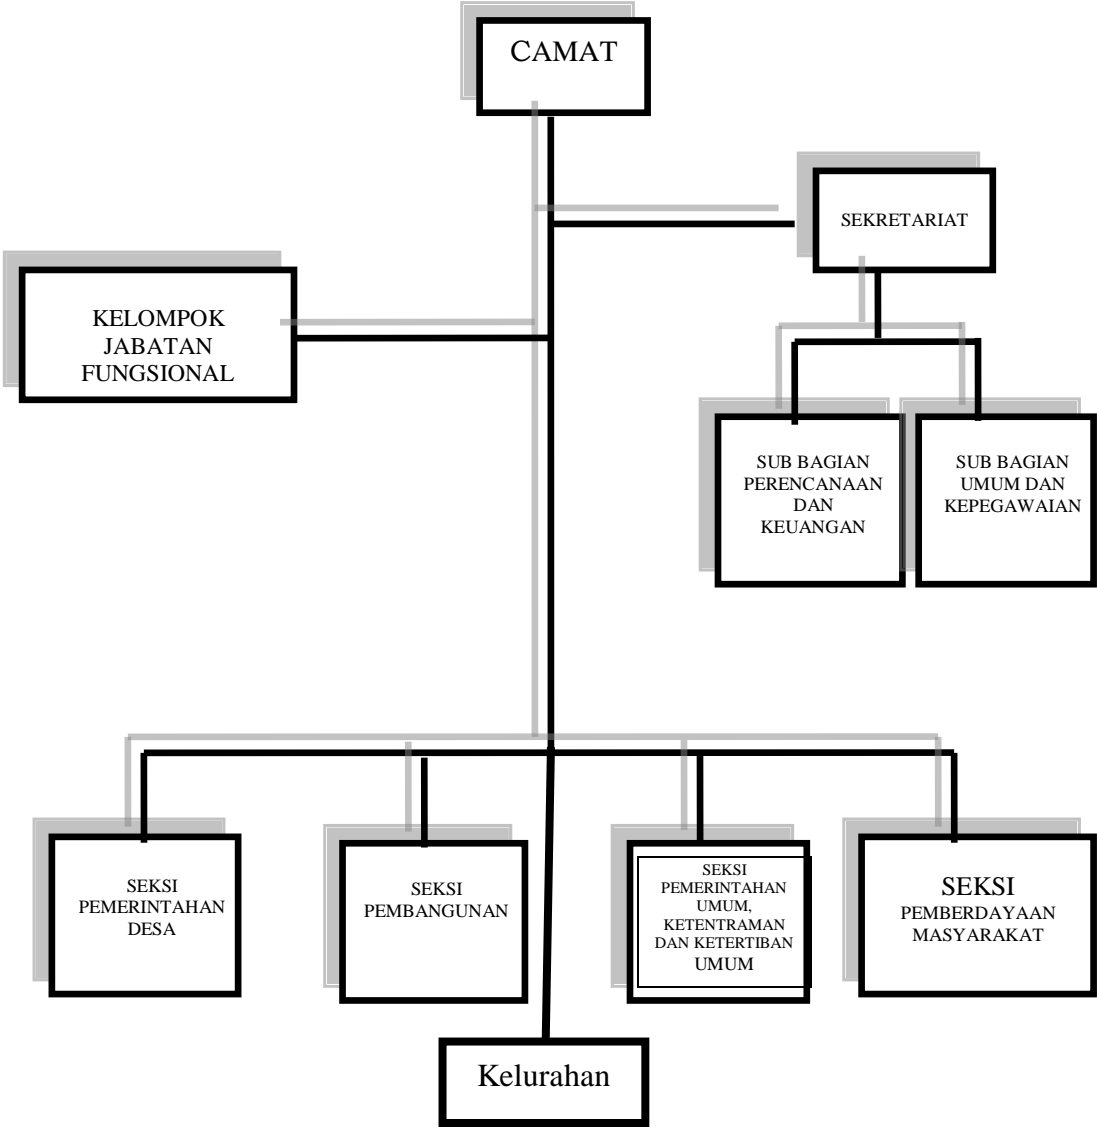 CAMAT
SEKRETARIAT
KELOMPOK
JABATAN
FUNGSIONAL
SUB BAGIAN
PERENCANAAN
DAN
KEUANGAN
SUB BAGIAN
UMUM DAN
KEPEGAWAIAN
SEKSI
PEMERINTAHAN
DESA
SEKSI
PEMBANGUNAN
SEKSI
PEMERINTAHAN
UMUM,
KETENTRAMAN
DAN KETERTIBAN
UMUM
SEKSI
PEMBERDAYAAN
MASYARAKAT
Kelurahan